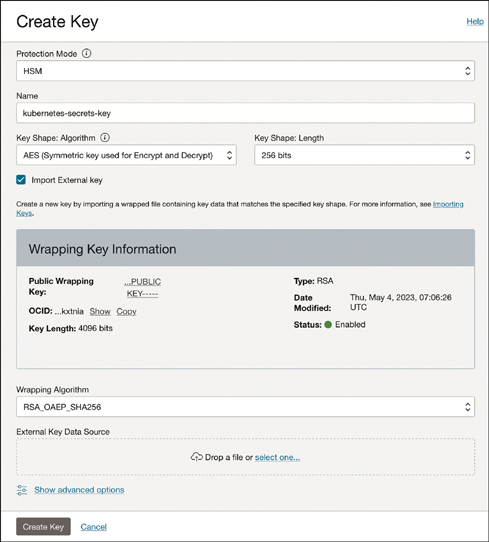 Create Key
Help
Protection Mode
HSM
Name
kubernetes-secrets-key
Key Shape: Algorithm
Key Shape: Length
AES (Symmetric key used for Encrypt and Decrypt)
256 bits
Import External key
Create a new key by importing a wrapped file containing key data that matches the specified key shape. For more information, see Importing
Keys.
Wrapping Key Information
Public Wrapping
Key:
...PUBLIC
KEY-----
OCID: ...kxtnia Show Copy
Key Length: 4096 bits
Type: RSA
Date
Modified:
Thu, May 4, 2023, 07:06:26
UTC
Status: Enabled
Wrapping Algorithm
RSA_OAEP_SHA256
External Key Data Source
Drop a file or select one...
Show advanced options
Create Key
Cancel